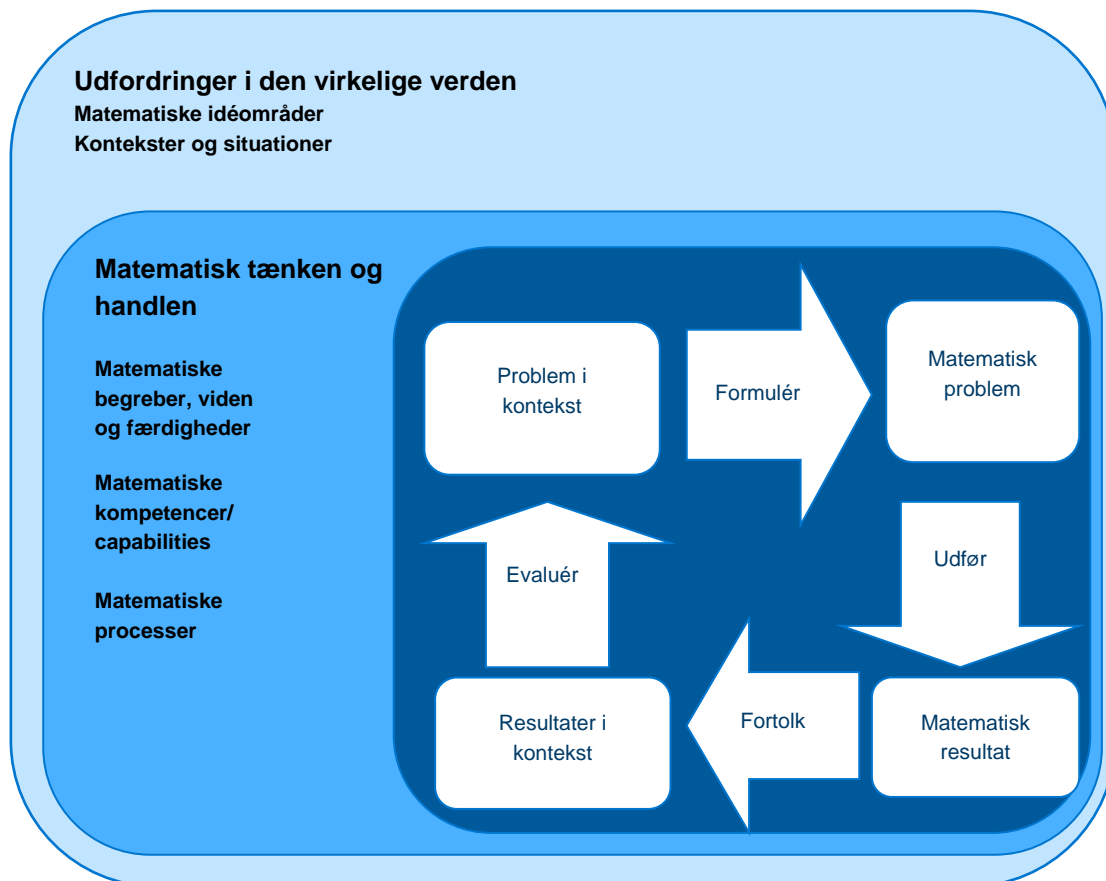 Udfordringer i den virkelige verden
Matematiske idéområder
Kontekster og situationer
Matematisk tænken og
handlen
Matematiske
begreber, viden
og færdigheder
Matematiske
kompetencer/
capabilities
Matematiske
processer
Problem i
kontekst
Formulér
Matematisk
problem
Udfør
Matematisk
resultat
Fortolk
Resultater i
kontekst
Evaluér